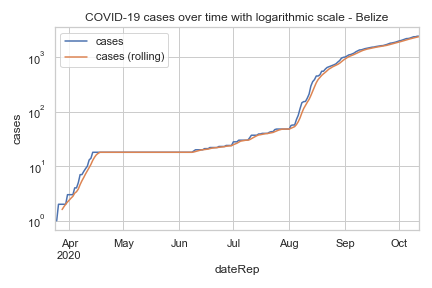 COVID-19 cases over time with logarithmic scale - Belize
cases
cases (rolling)
10³
10²
10¹
10⁰
cases
Apr
2020
May
Jun
Jul
Aug
Sep
Oct
dateRep